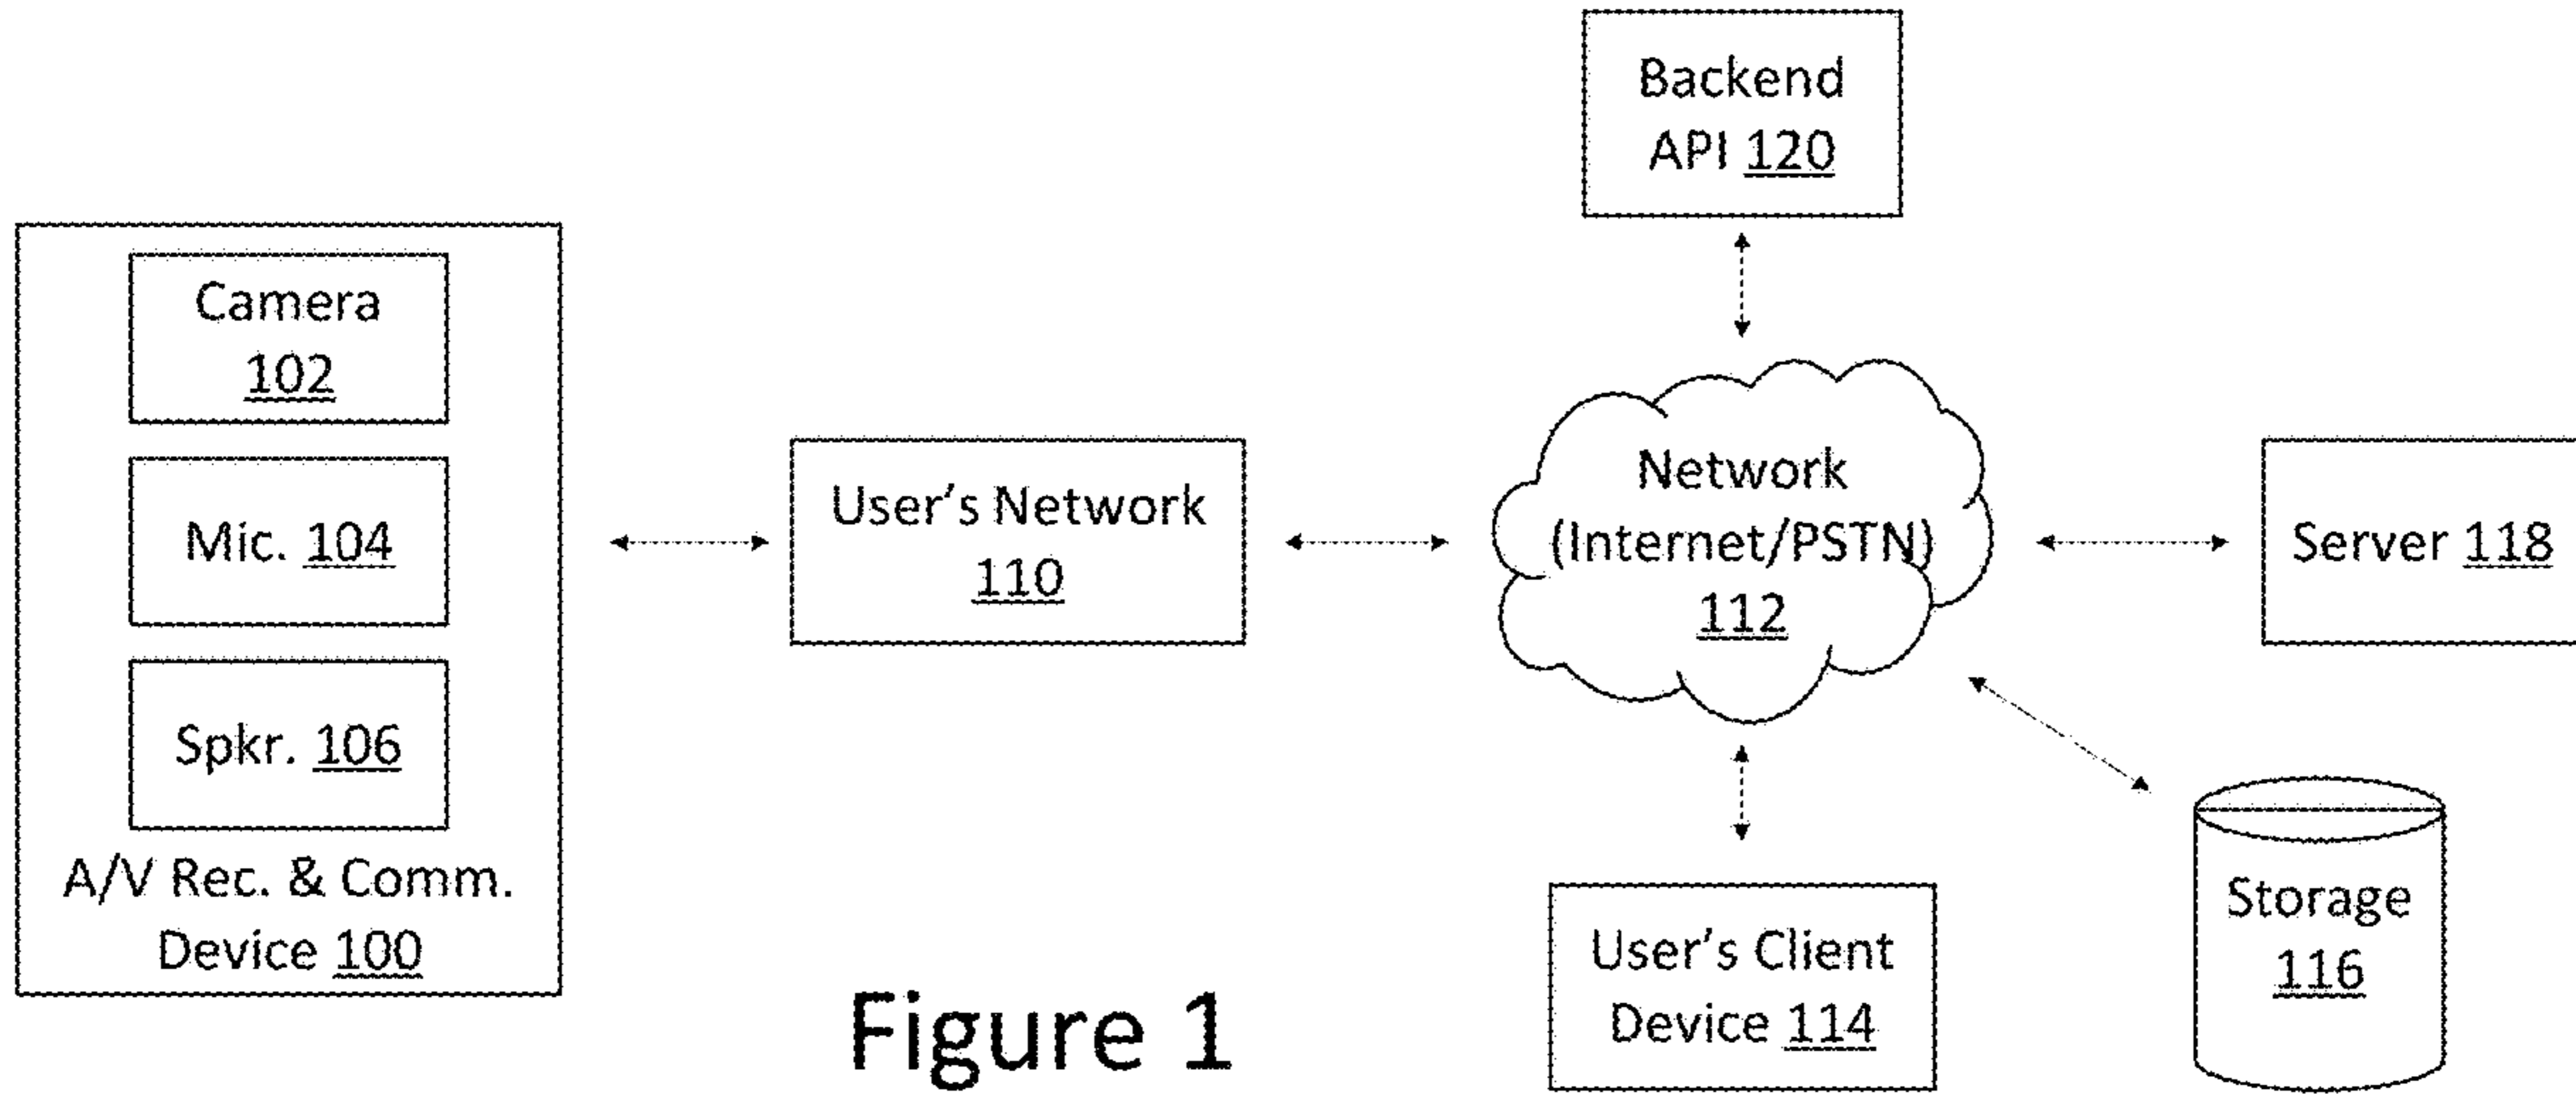 Backend
API 120
Camera
102
Mic. 104
Spkr. 106
A/V Rec. & Comm.
Device 100
User's Network
110
Network
(Internet/PSTN)
112
Server 118
Storage
116
User's Client
Device 114
Figure 1